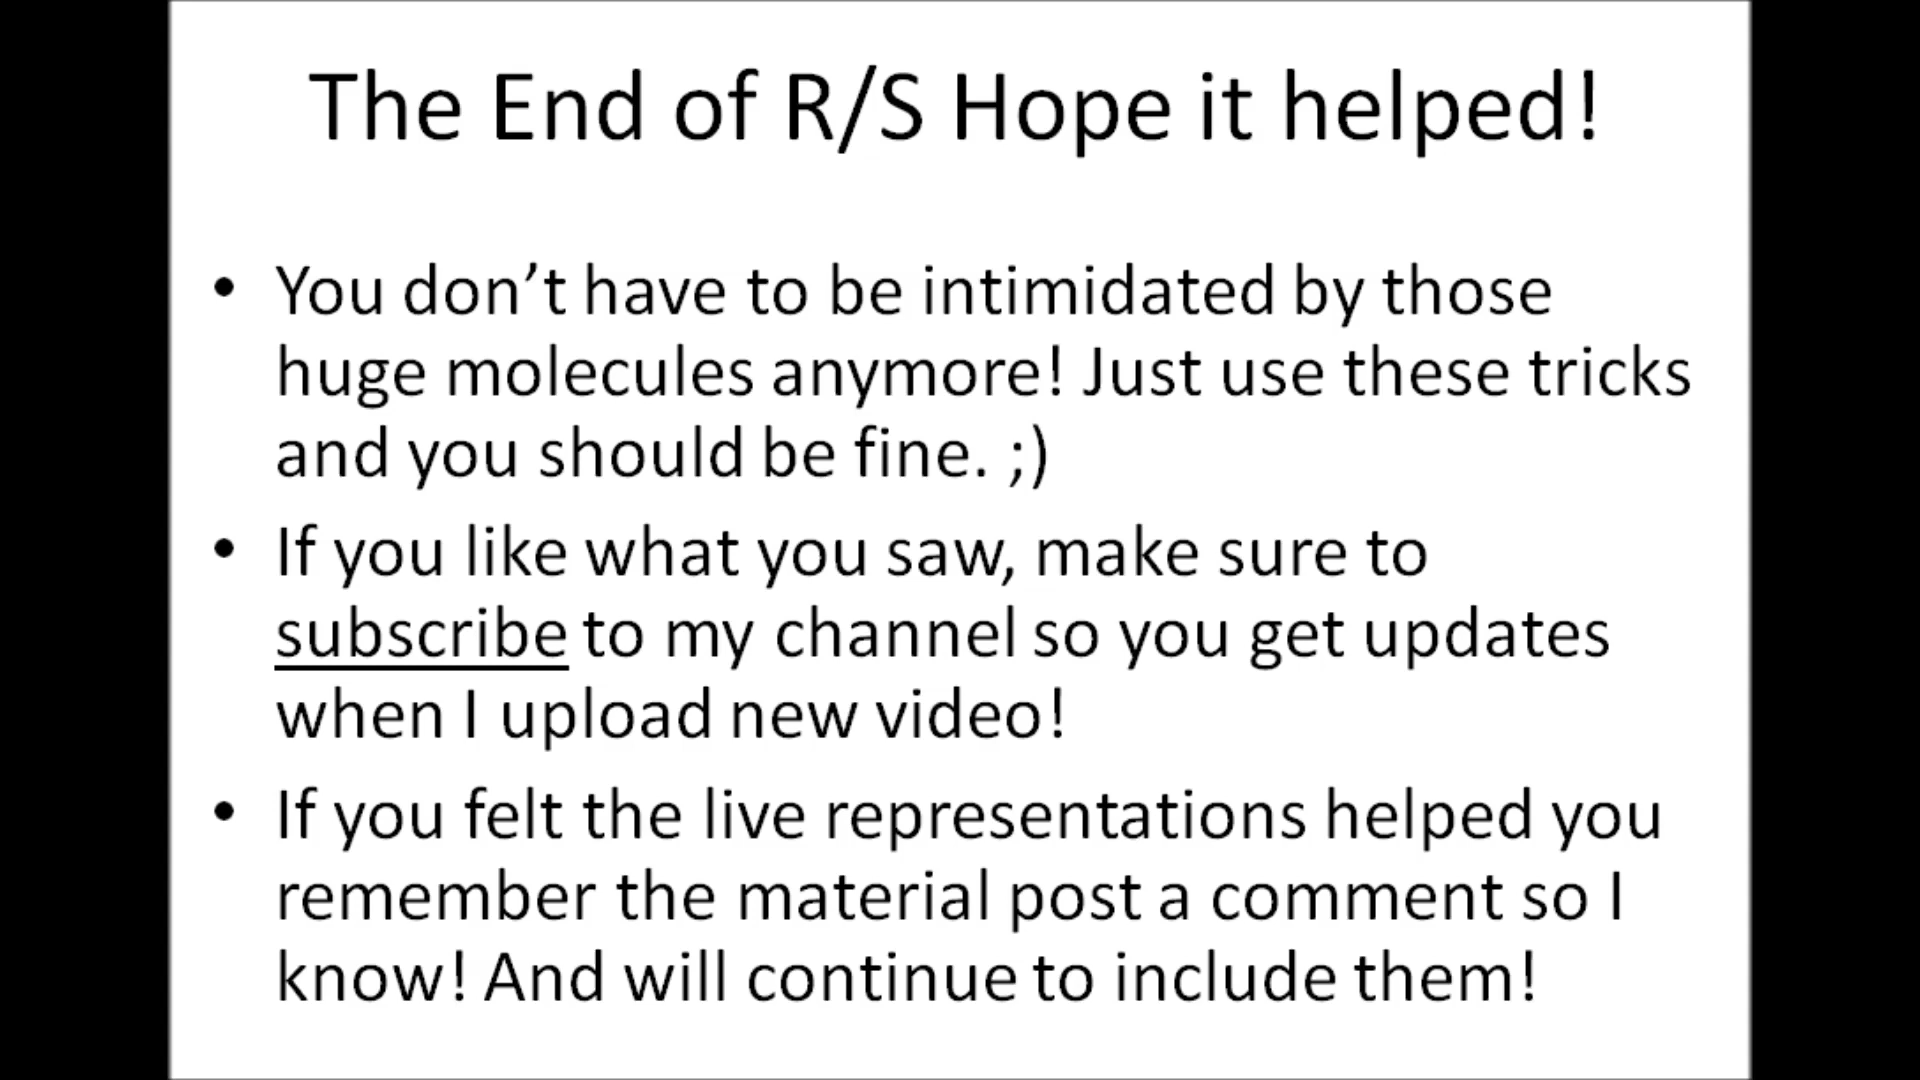 The End of R/S Hope it helped!
• You don’t have to be intimidated by those
huge molecules anymore! Just use these tricks
and you should be fine. ;)
• If you like what you saw, make sure to
subscribe to my channel so you get updates
when I upload new video!
• If you felt the live representations helped you
remember the material post a comment so I
know! And will continue to include them!